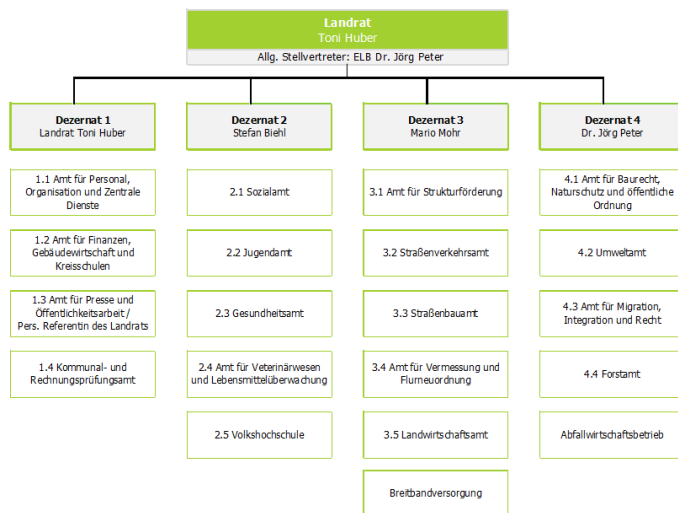 Landrat
Toni Huber
Allg. Stellvertreter: ELB Dr. Jörg Peter
Dezernat 1
Landrat Toni Huber
1.1 Amt für Personal,
Organisation und Zentrale
Dienste
1.2 Amt für Finanzen,
Gebäudewirtschaft und
Kreisschulen
1.3 Amt für Presse und
Öffentlichkeitsarbeit /
Pers. Referentin des Landrats
1.4 Kommunal- und
Rechnungsprüfungsamt
Dezernat 2
Stefan Biehl
2.1 Sozialamt
2.2 Jugendamt
2.3 Gesundheitsamt
2.4 Amt für Veterinärwesen
und Lebensmittelüberwachung
2.5 Volkshochschule
Dezernat 3
Mario Mohr
3.1 Amt für Strukturförderung
3.2 Straßenverkehrsamt
3.3 Straßenbauamt
3.4 Amt für Vermessung und
Flurneuordnung
3.5 Landwirtschaftsamt
Breitbandversorgung
Dezernat 4
Dr. Jörg Peter
4.1 Amt für Baurecht,
Naturschutz und öffentliche
Ordnung
4.2 Umweltamt
4.3 Amt für Migration,
Integration und Recht
4.4 Forstamt
Abfallwirtschaftsbetrieb